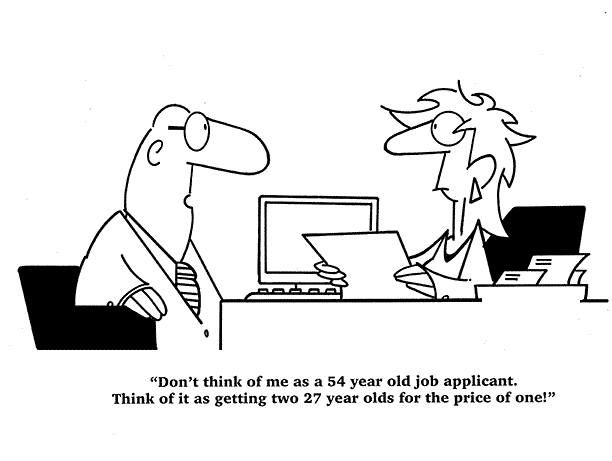 “Don’t think of me as a 54 year old job applicant.
Think of it as getting two 27 year olds for the price of one!”